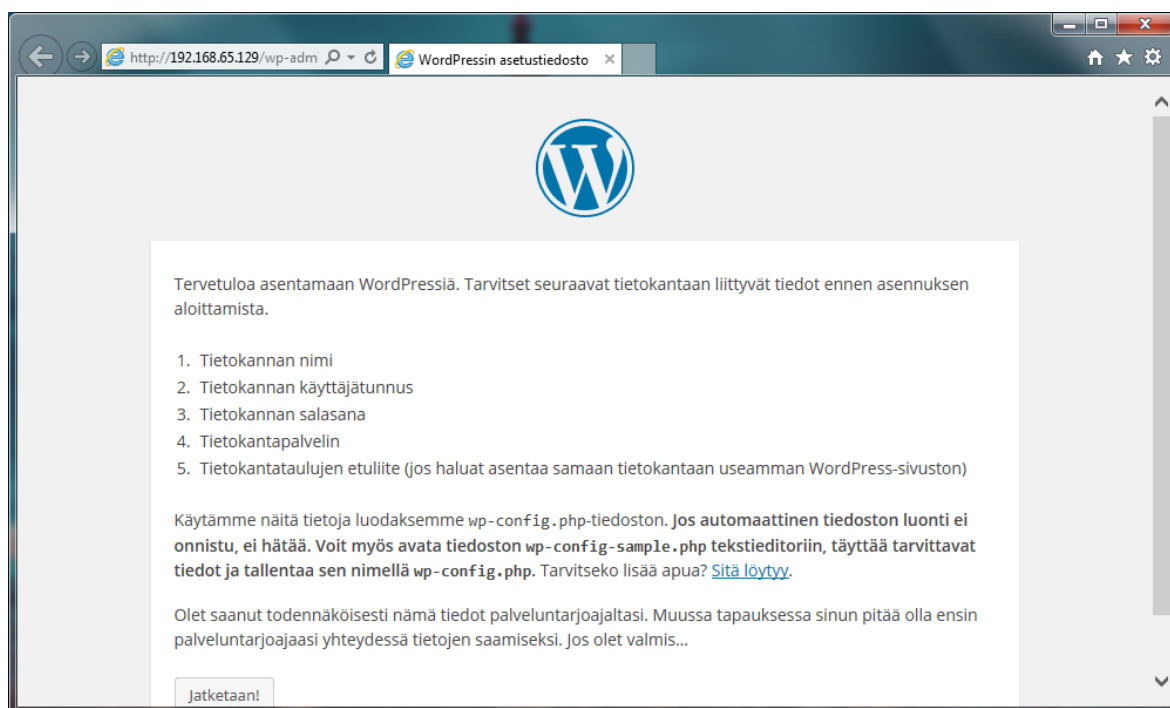 http://192.168.65.129/wp-adm
WordPressin asetustiedosto
Tervetuloa asentamaan WordPressiä. Tarvitset seuraavat tietokantaan liittyvät tiedot ennen asennuksen
aloittamista.
1. Tietokannan nimi
2. Tietokannan käyttäjätunnus
3. Tietokannan salasana
4. Tietokantapalvelin
5. Tietokantataulujen etuliite (jos haluat asentaa samaan tietokantaan useamman WordPress-sivuston)
Käytämme näitä tietoja luodaksemme wp-config.php-tiedoston. Jos automaattinen tiedoston luonti ei
onnistu, ei hätää. Voit myös avata tiedoston wp-config-sample.php tekstieditoriin, täyttää tarvittavat
tiedot ja tallentaa sen nimellä wp-config.php. Tarvitseko lisää apua? Sitä löytyy.
Olet saanut todennäköisesti nämä tiedot palveluntarjoajaltasi. Muussa tapauksessa sinun pitää olla ensin
palveluntarjoajaasi yhteydessä tietojen saamiseksi. Jos olet valmis...
Jatketaan!